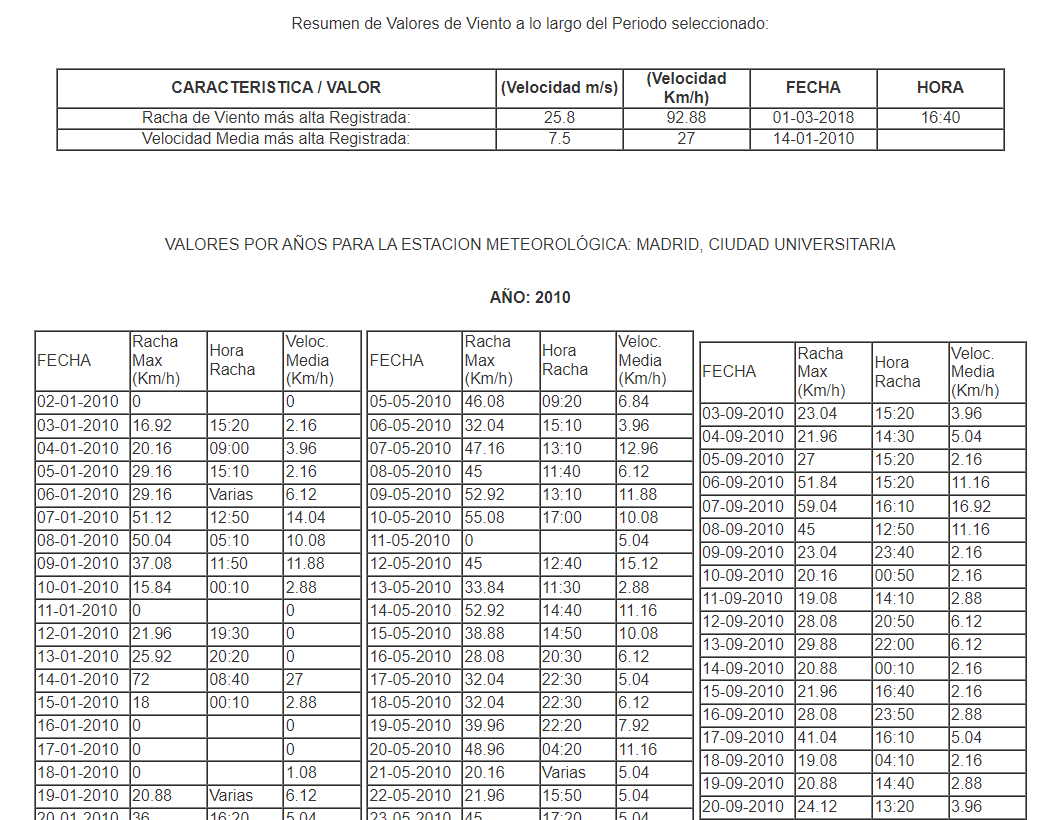 Resumen de Valores de Viento a lo largo del Periodo seleccionado:
CARACTERISTICA / VALOR (Velocidad m/s) (Velocidad Km/h) FECHA HORA
Racha de Viento más alta Registrada: 25.8 92.88 01-03-2018 16:40
Velocidad Media más alta Registrada: 7.5 27 14-01-2010
VALORES POR AÑOS PARA LA ESTACION METEOROLÓGICA: MADRID, CIUDAD UNIVERSITARIA
AÑO: 2010
FECHA Racha Max (Km/h) Hora Racha Veloc. Media (Km/h)
02-01-2010 0 0
03-01-2010 16.92 15:20 2.16
04-01-2010 20.16 09:00 3.96
05-01-2010 29.16 15:10 2.16
06-01-2010 29.16 Varias 6.12
07-01-2010 51.12 12:50 14.04
08-01-2010 50.04 05:10 10.08
09-01-2010 37.08 11:50 11.88
10-01-2010 15.84 00:10 2.88
11-01-2010 0 0
12-01-2010 21.96 19:30 0
13-01-2010 25.92 20:20 0
14-01-2010 72 08:40 27
15-01-2010 18 00:10 2.88
16-01-2010 0 0
17-01-2010 0 0
18-01-2010 0 1.08
19-01-2010 20.88 Varias 6.12
20-01-2010 36 16:20 5.04
FECHA Racha Max (Km/h) Hora Racha Veloc. Media (Km/h)
05-05-2010 46.08 09:20 6.84
06-05-2010 32.04 15:10 3.96
07-05-2010 47.16 13:10 12.96
08-05-2010 45 11:40 6.12
09-05-2010 52.92 13:10 11.88
10-05-2010 55.08 17:00 10.08
11-05-2010 0 5.04
12-05-2010 45 12:40 15.12
13-05-2010 33.84 11:30 2.88
14-05-2010 52.92 14:40 11.16
15-05-2010 38.88 14:50 10.08
16-05-2010 28.08 20:30 6.12
17-05-2010 32.04 22:30 5.04
18-05-2010 32.04 22:30 6.12
19-05-2010 39.96 22:20 7.92
20-05-2010 48.96 04:20 11.16
21-05-2010 20.16 Varias 5.04
22-05-2010 21.96 15:50 5.04
23-05-2010 45 17:20 5.04
FECHA Racha Max (Km/h) Hora Racha Veloc. Media (Km/h)
03-09-2010 23.04 15:20 3.96
04-09-2010 21.96 14:30 5.04
05-09-2010 27 15:20 2.16
06-09-2010 51.84 15:20 11.16
07-09-2010 59.04 16:10 16.92
08-09-2010 45 12:50 11.16
09-09-2010 23.04 23:40 2.16
10-09-2010 20.16 00:50 2.16
11-09-2010 19.08 14:10 2.88
12-09-2010 28.08 20:50 6.12
13-09-2010 29.88 22:00 6.12
14-09-2010 20.88 00:10 2.16
15-09-2010 21.96 16:40 2.16
16-09-2010 28.08 23:50 2.88
17-09-2010 41.04 16:10 5.04
18-09-2010 19.08 04:10 2.16
19-09-2010 20.88 14:40 2.88
20-09-2010 24.12 13:20 3.96